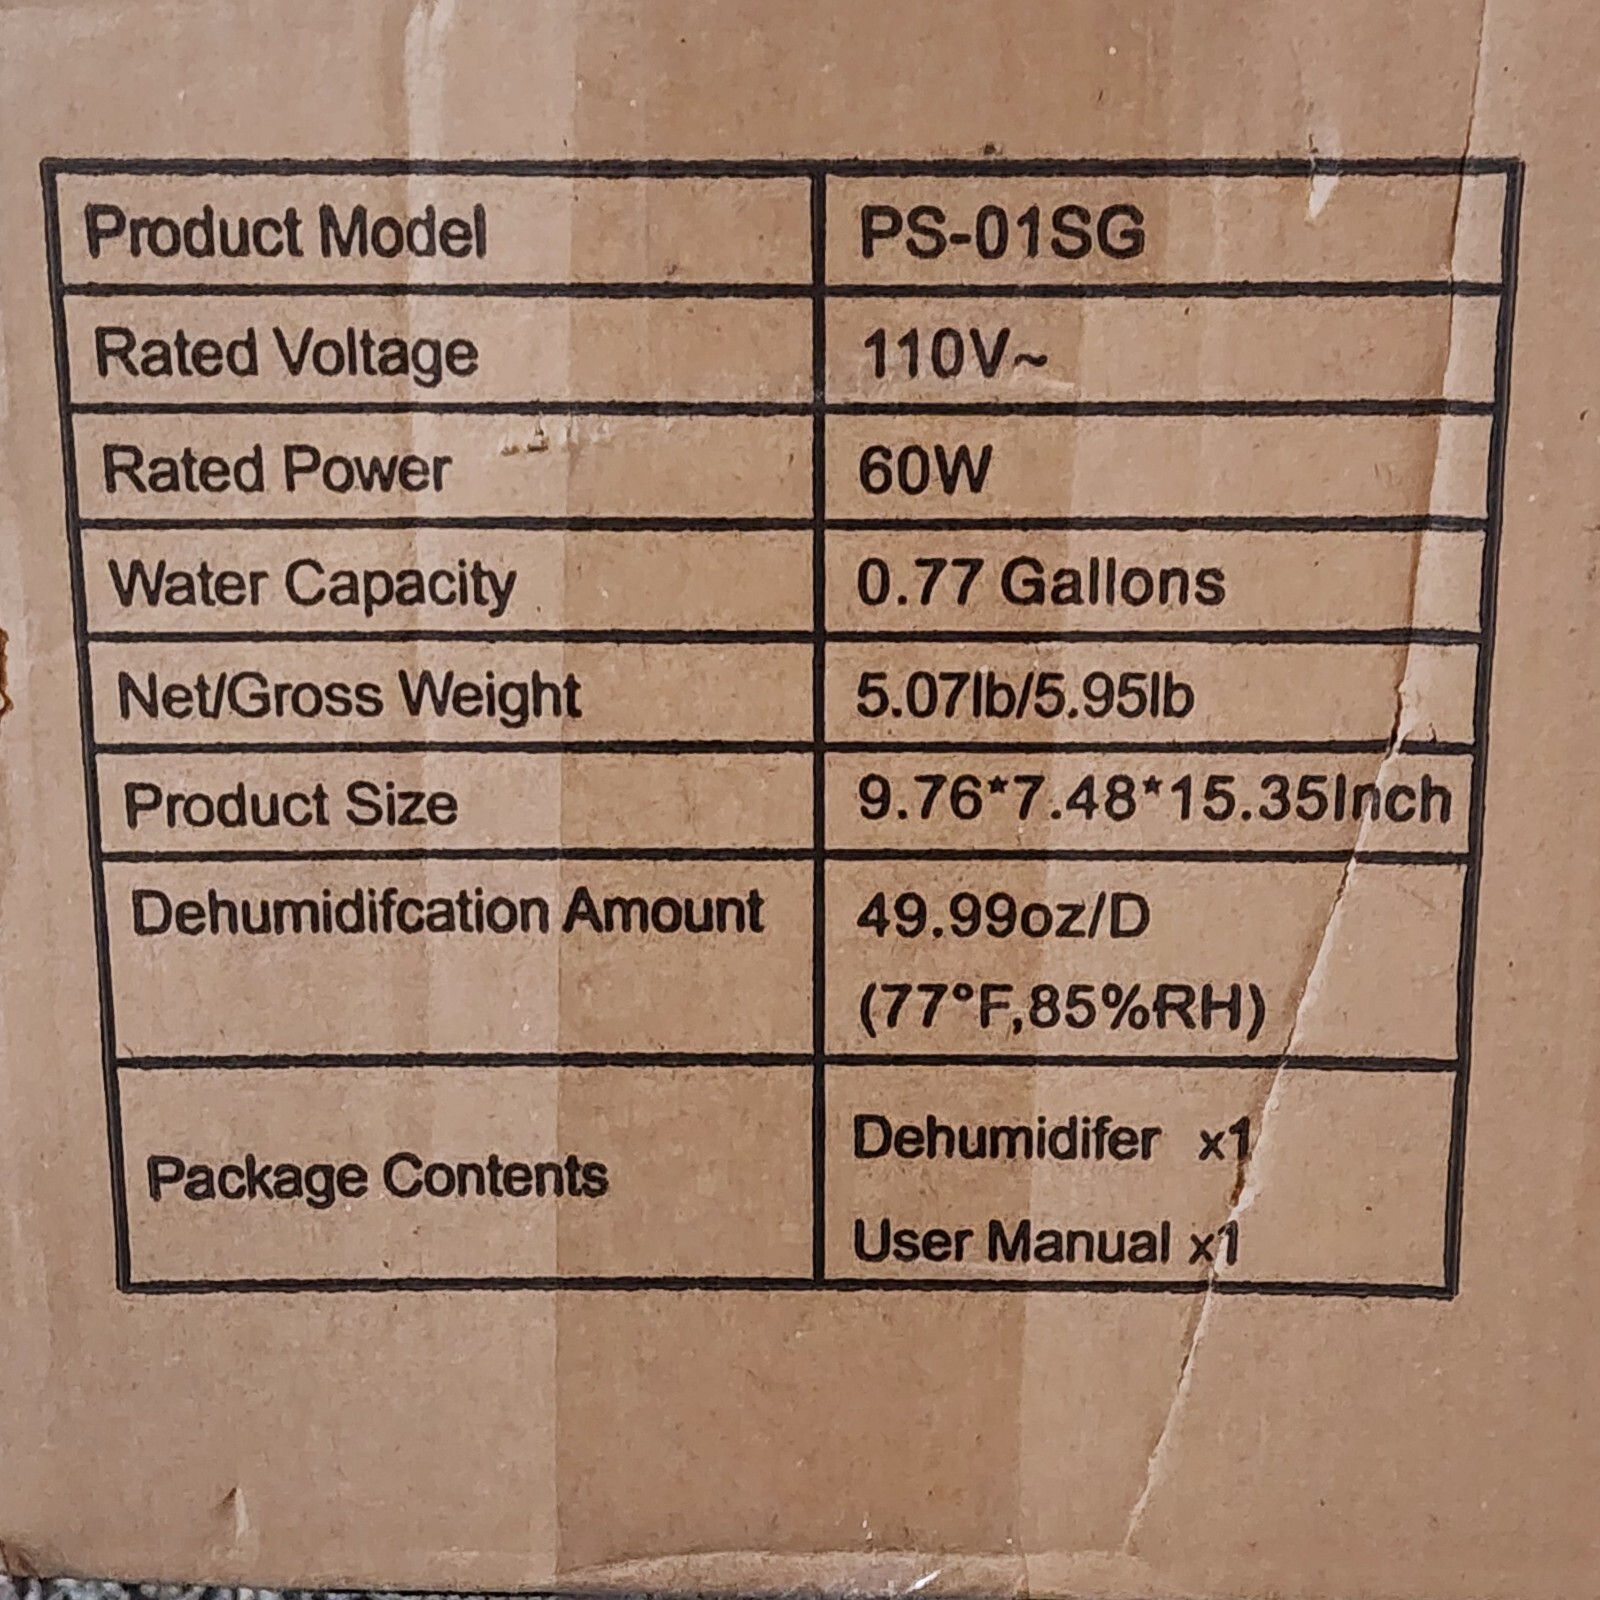 Product Model PS-01SG
Rated Voltage 110V~
Rated Power 60W
Water Capacity 0.77 Gallons
Net/Gross Weight 5.07lb/5.95lb
Product Size 9.76*7.48*15.35Inch
Dehumidifcation Amount 49.99oz/D
(77°F,85%RH)
Package Contents Dehumidifer x1
User Manual x1